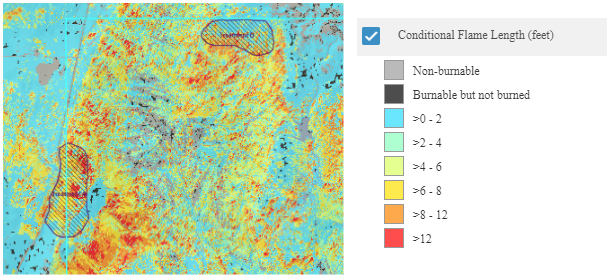 Conditional Flame Length (feet)
Non-burnable
Burnable but not burned
>0 - 2
>2 - 4
>4 - 6
>6 - 8
>8 - 12
>12